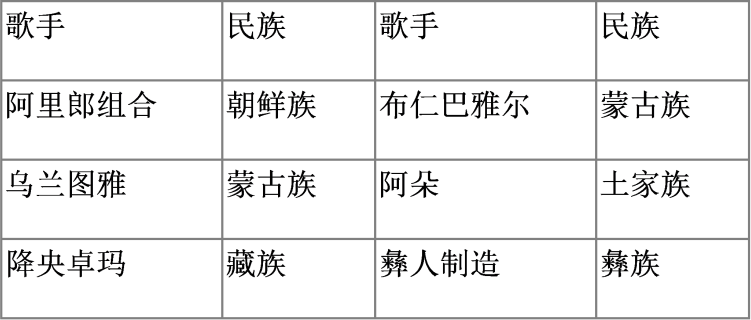 歌手 民族 歌手 民族
阿里郎组合 朝鲜族 布仁巴雅尔 蒙古族
乌兰图雅 蒙古族 阿朵 土家族
降央卓玛 藏族 彝人制造 彝族